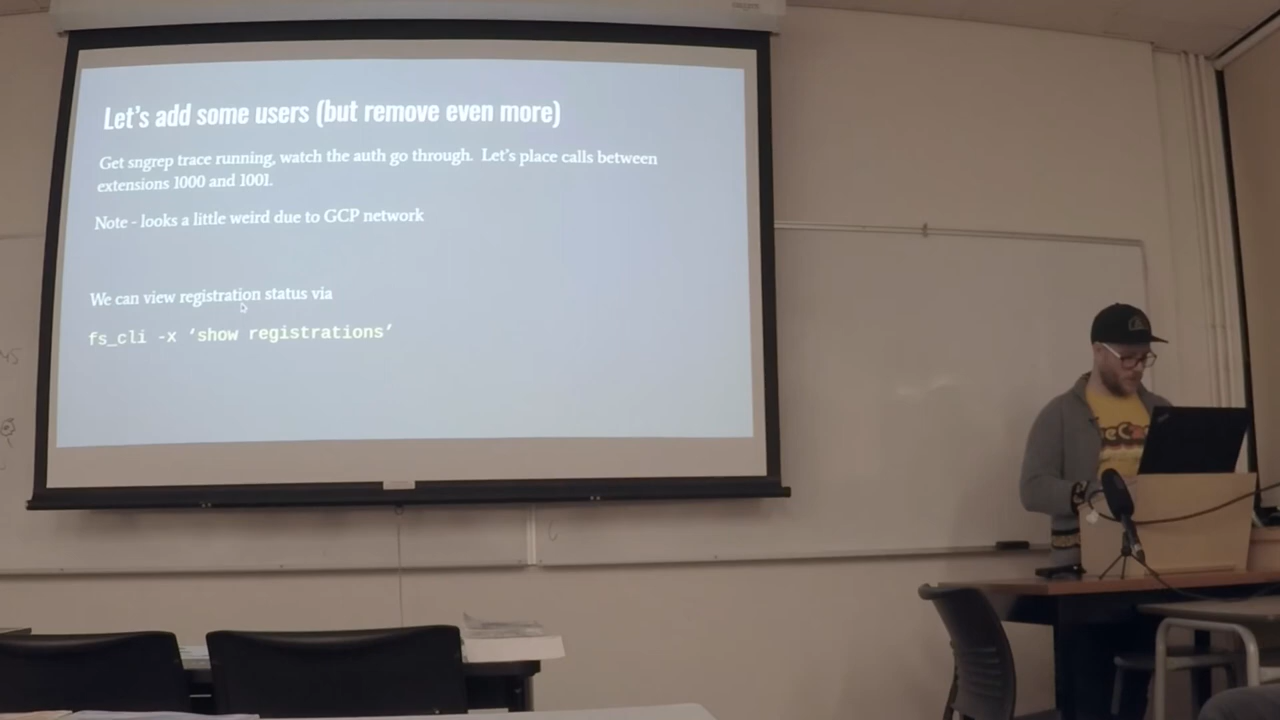 Let's add some users (but remove even more)
Get sngrep trace running, watch the auth go through. Let's place calls between
extensions 1000 and 1001.
Note - looks a little weird due to GCP network
We can view registration status via
fs_cli -x ‘show registrations’